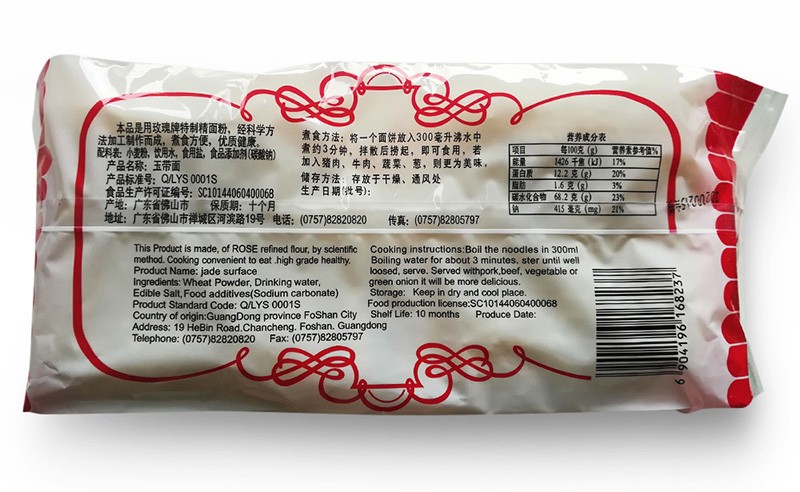 本品是用玫瑰牌特制精面粉，经科学方
法加工制作而成，煮食方便，优质健康。
配料表：小麦粉，饮用水，食用盐，食品添加剂(碳酸钠)
产品名称：玉带面
产品标准号：Q/LYS 0001S
食品生产许可证编号：SC10144060400068
产地：广东省佛山市 保质期：十个月
地址：广东省佛山市禅城区河滨路19号 电话：(0757)82820820 传真：(0757)82805797
煮食方法：将一个面饼放入300毫升沸水中
煮约3分钟，拌散后捞起，即可食用，若
加入猪肉、牛肉、蔬菜、葱，则更为美味。
储存方法：存放于干燥、通风处
生产日期(批号)：
营养成分表
项目 每100克(g) 营养素参考值%
能量 1426 千焦(kJ) 17%
蛋白质 12.2 克(g) 20%
脂肪 1.6 克(g) 3%
碳水化合物 68.2 克(g) 23%
钠 415 毫克(mg) 21%
This Product is made, of ROSE refined flour, by scientific
method. Cooking convenient to eat .high grade healthy.
Product Name: jade surface
Ingredients: Wheat Powder, Drinking water,
Edible Salt, Food additives(Sodium carbonate)
Product Standard Code: Q/LYS 0001S
Country of origin:GuangDong province FoShan City
Address: 19 HeBin Road.Chancheng. Foshan. Guangdong
Telephone: (0757)82820820 Fax: (0757)82805797
Cooking instructions:Boil the noodles in 300ml
Boiling water for about 3 minutes. ster until well
loosed, serve. Served withpork,beef, vegetable or
green onion it will be more delicious.
Storage: Keep in dry and cool place.
Food production license:SC10144060400068
Shelf Life: 10 months Produce Date:
6 904196 168237